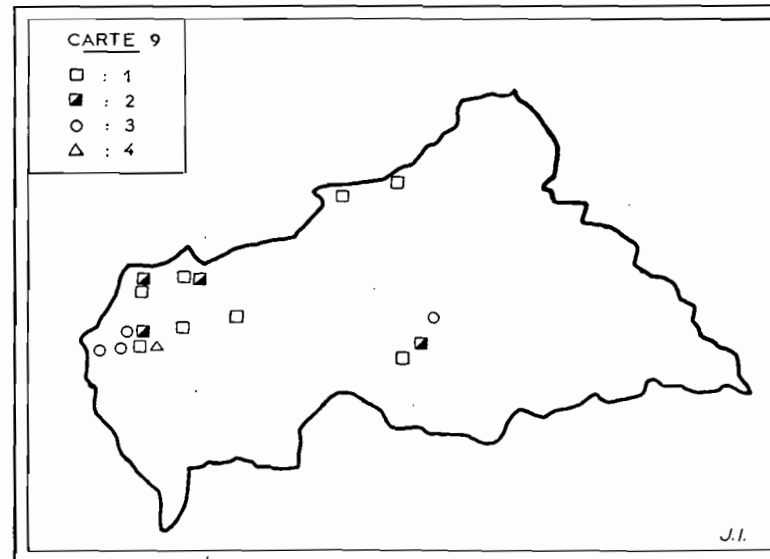 CARTE 9
□ : 1
◪ : 2
○ : 3
△ : 4
J.I.